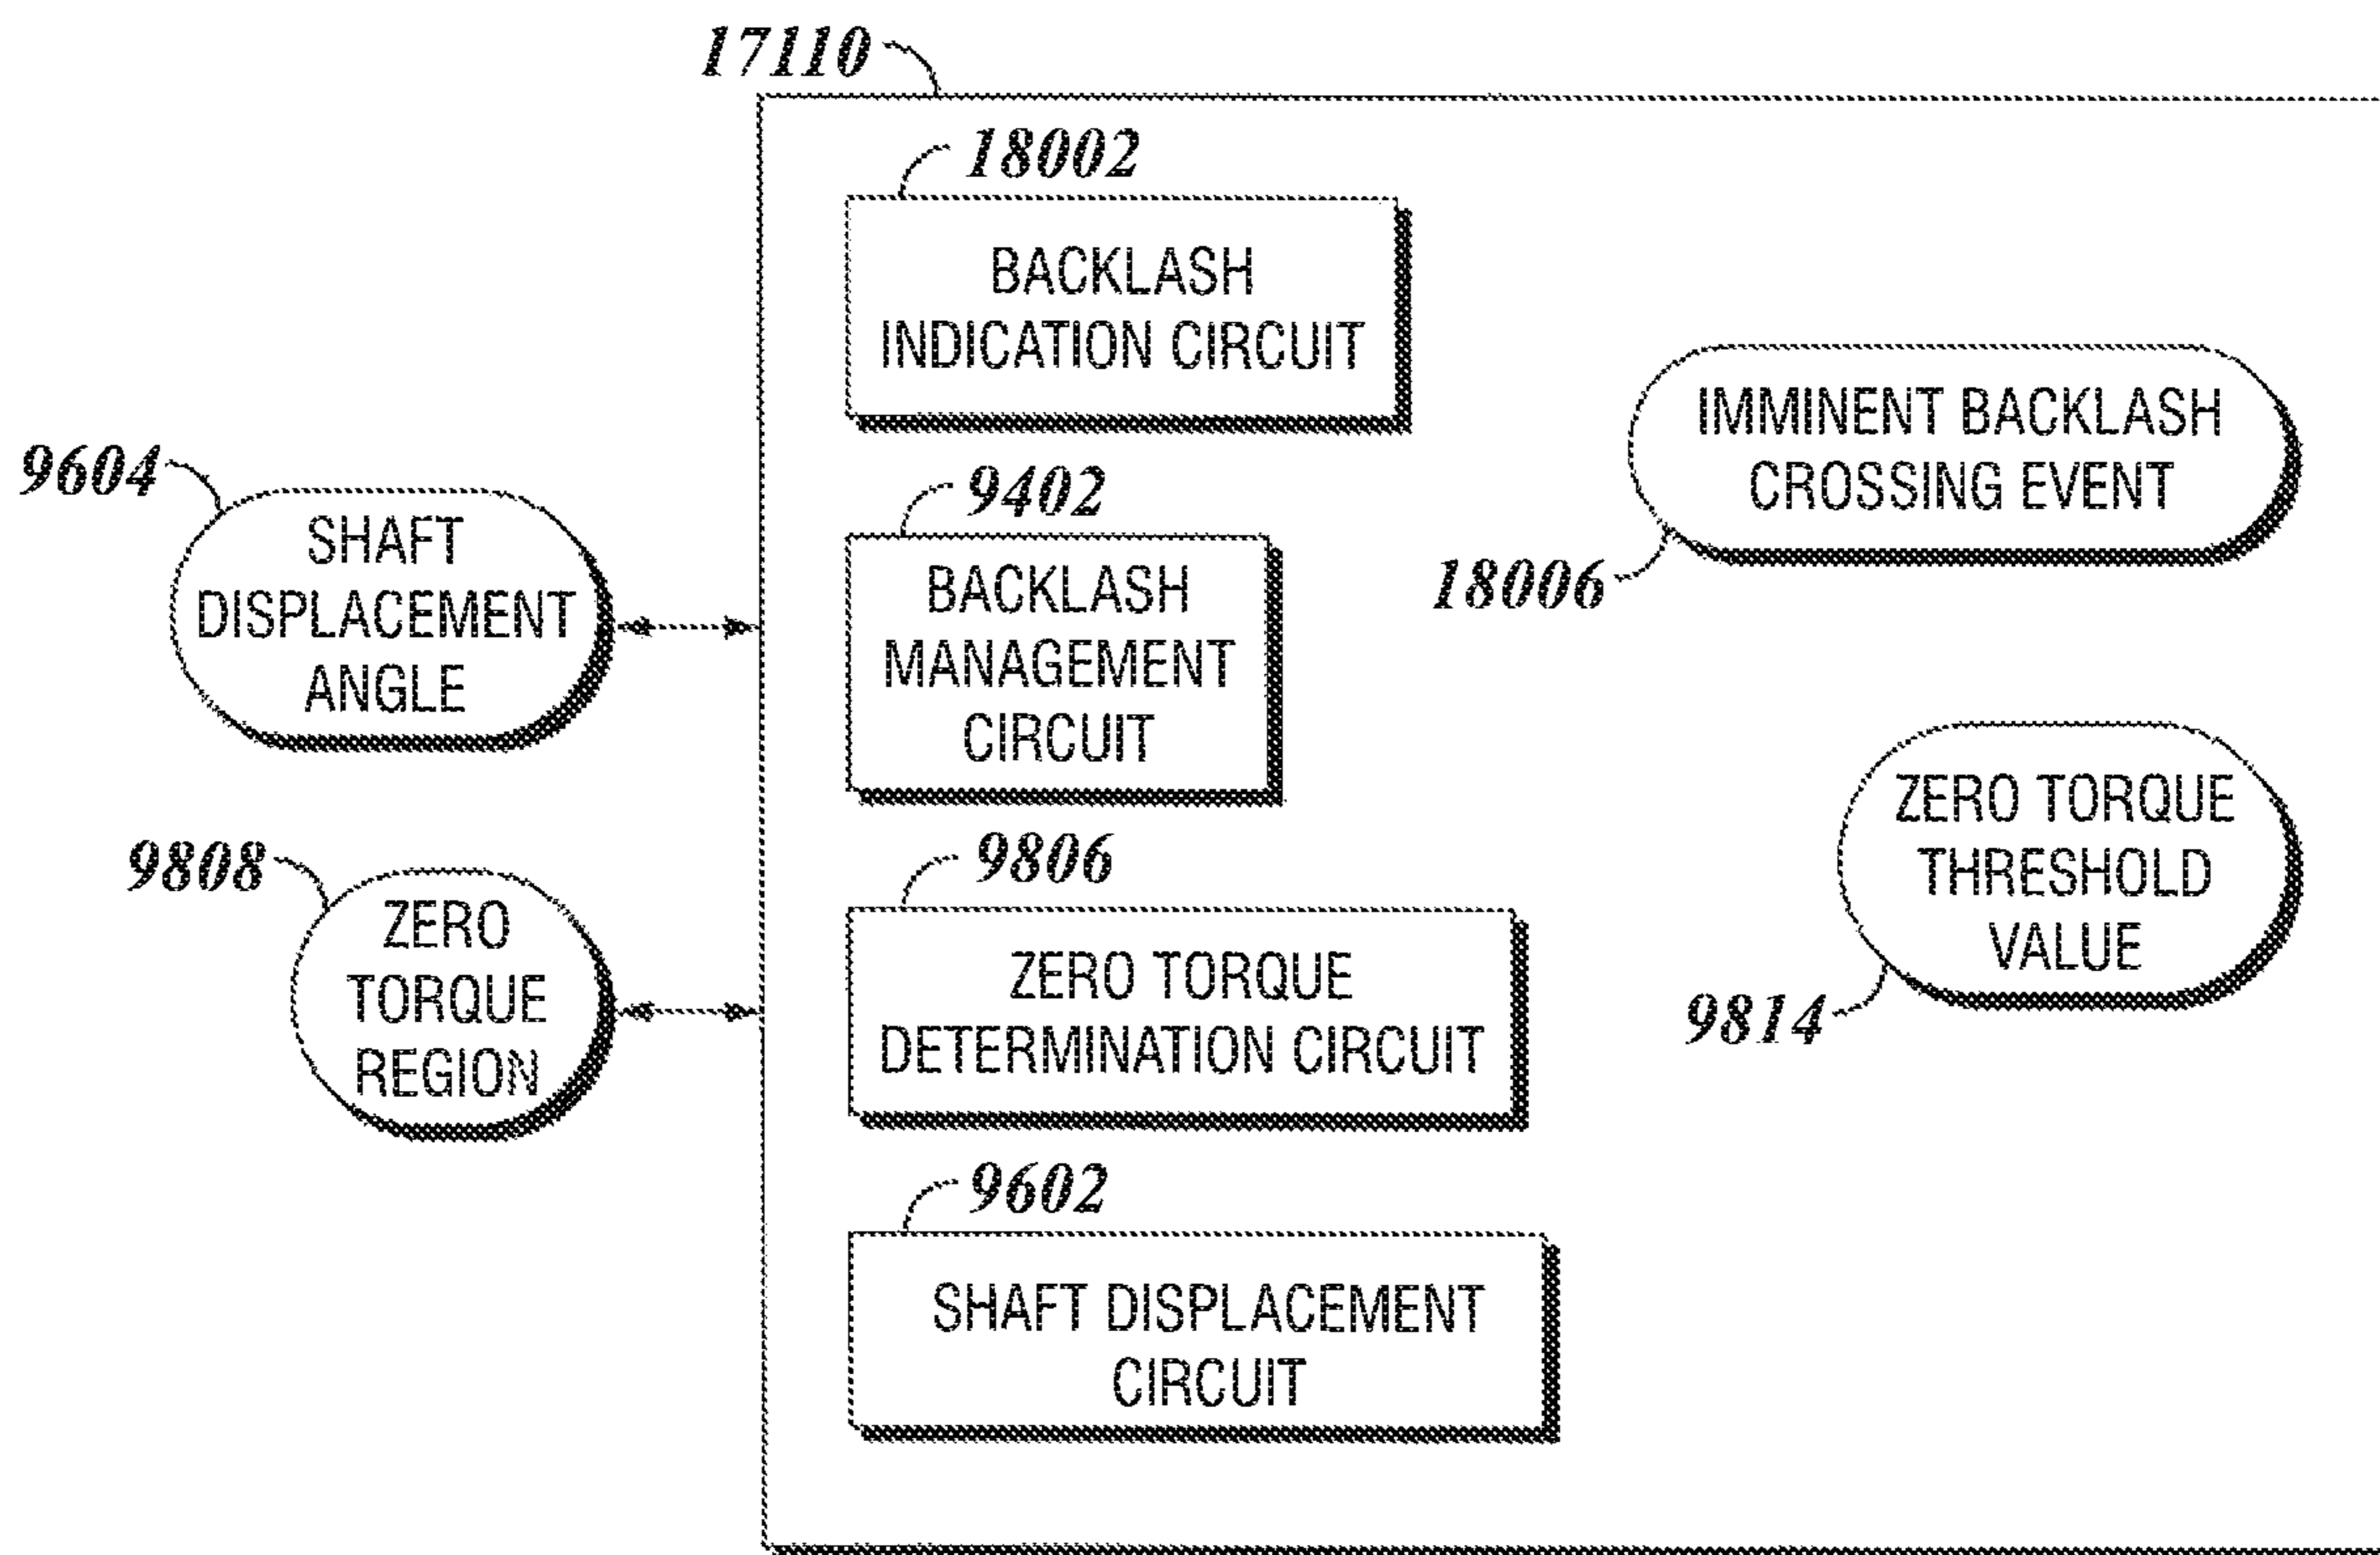 17110
18002
BACKLASH
INDICATION CIRCUIT
IMMINENT BACKLASH
CROSSING EVENT
18006
9604
SHAFT
DISPLACEMENT
ANGLE
9402
BACKLASH
MANAGEMENT
CIRCUIT
ZERO TORQUE
THRESHOLD
VALUE
9814
9808
ZERO
TORQUE
REGION
9806
ZERO TORQUE
DETERMINATION CIRCUIT
9602
SHAFT DISPLACEMENT
CIRCUIT